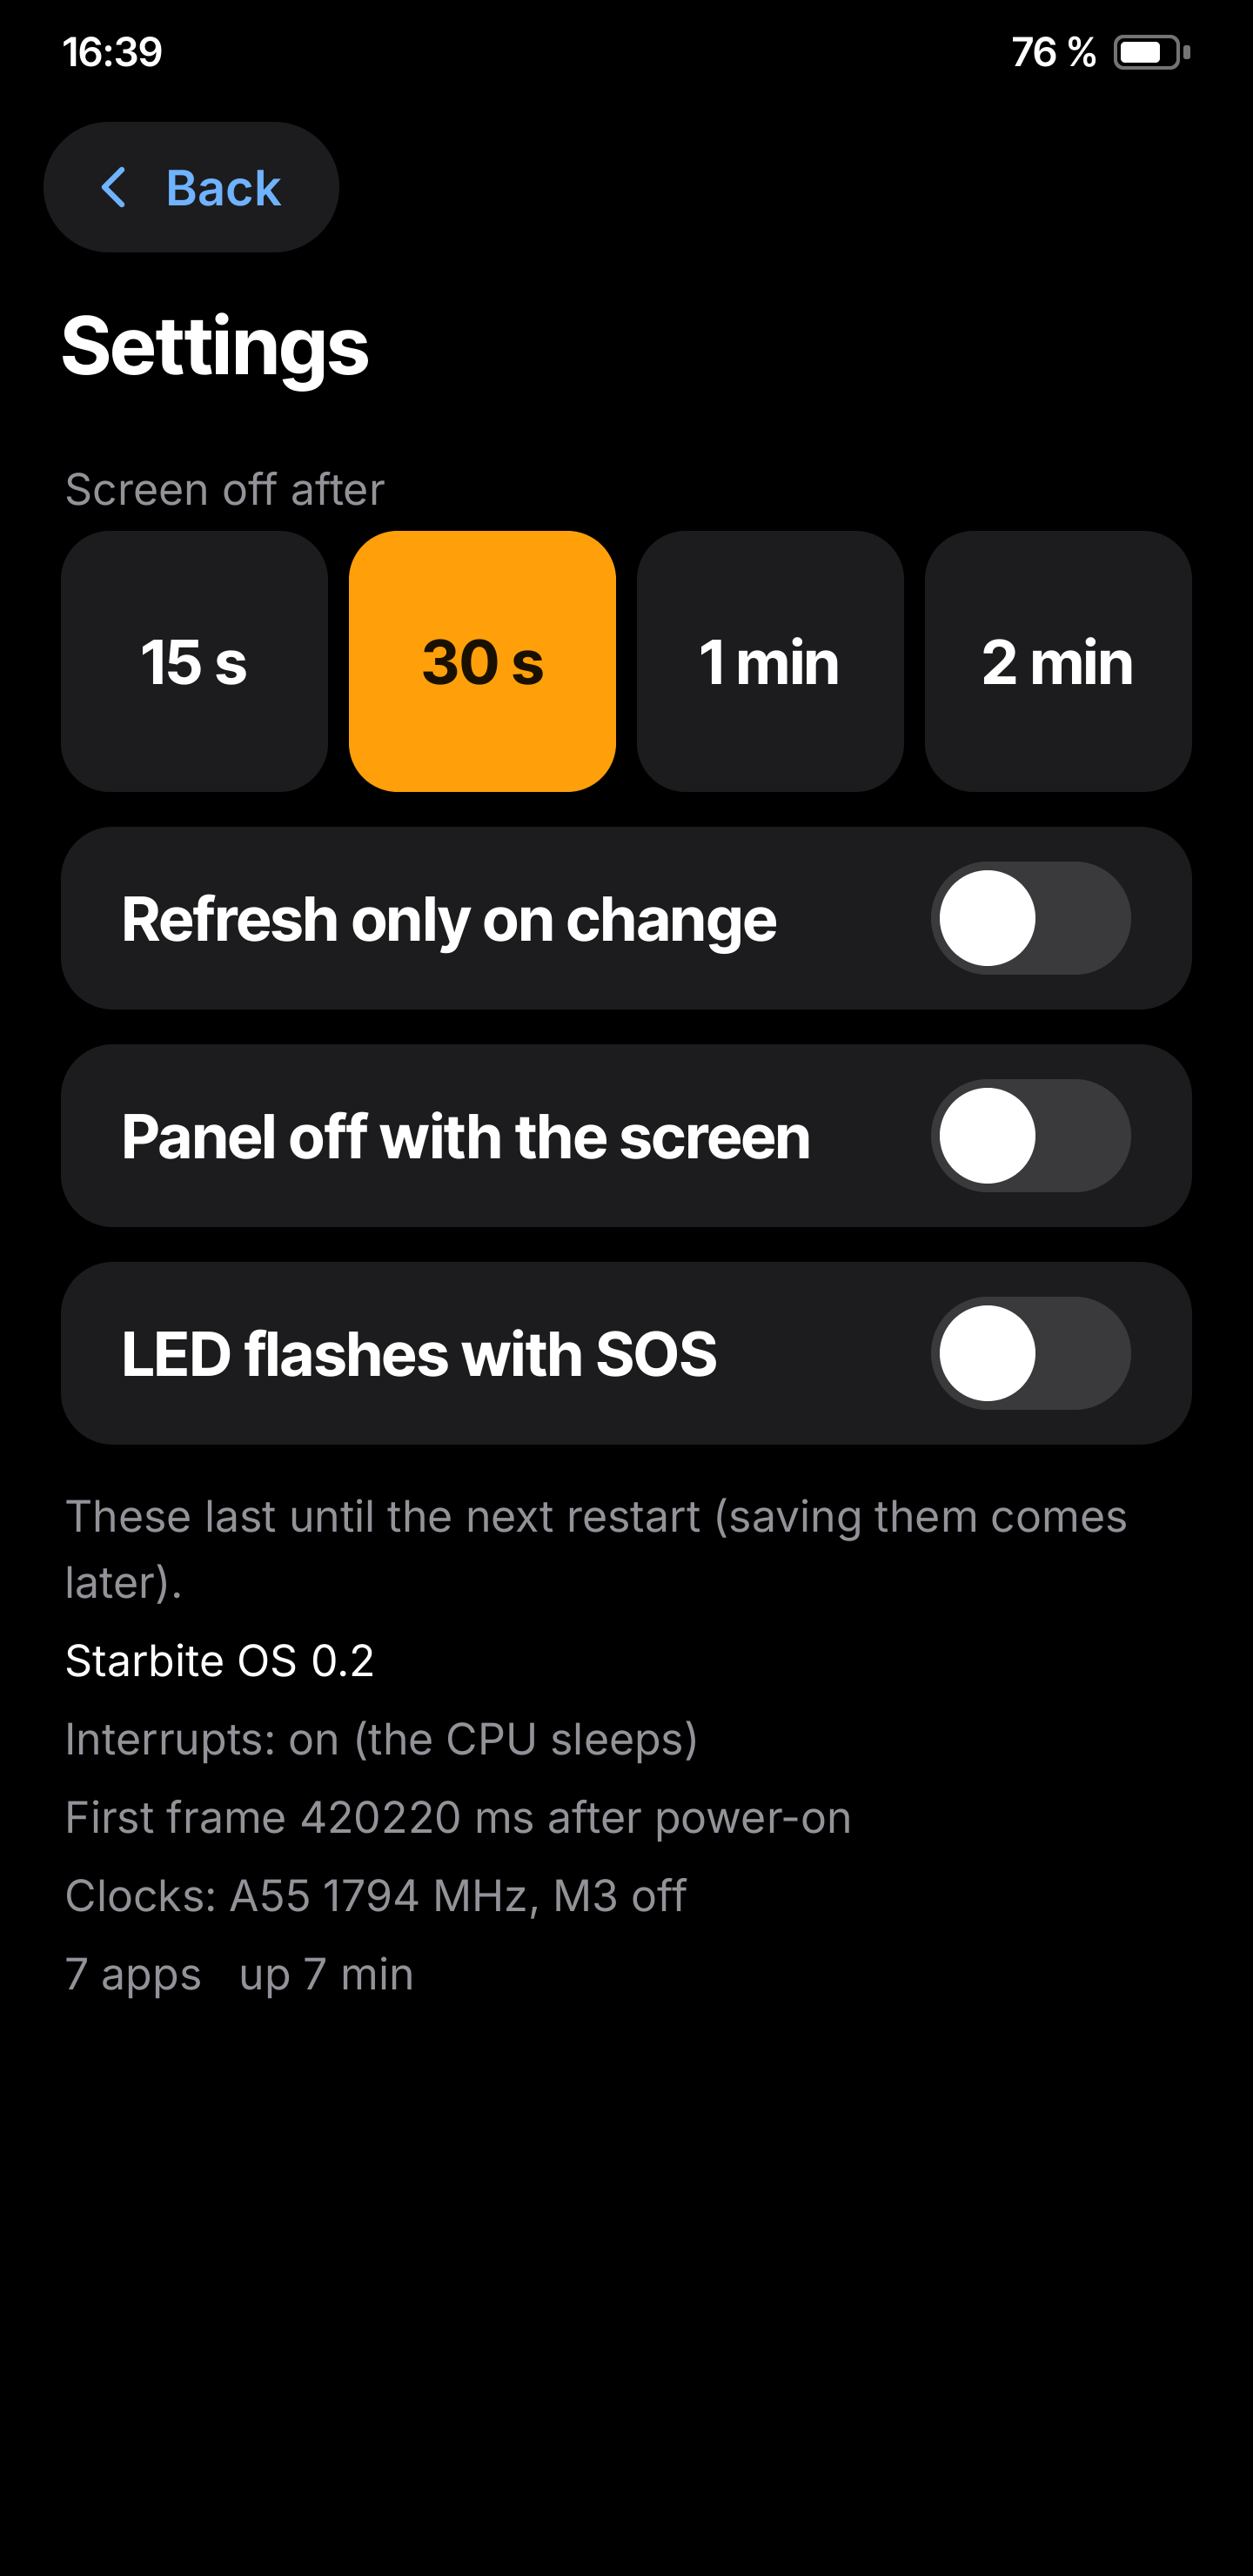 16:39
76 %
Back
Settings
Screen off after
15 s
30 s
1 min
2 min
Refresh only on change
Panel off with the screen
LED flashes with SOS
These last until the next restart (saving them comes
later).
Starbite OS 0.2
Interrupts: on (the CPU sleeps)
First frame 420220 ms after power-on
Clocks: A55 1794 MHz, M3 off
7 apps   up 7 min